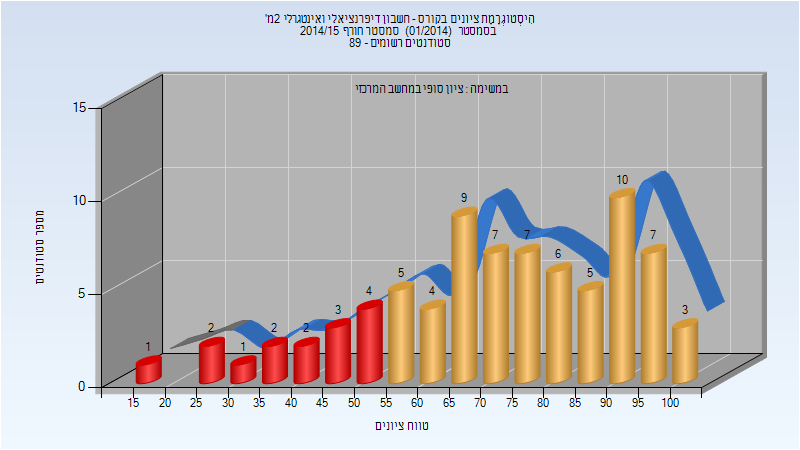 הִיסְטוֹגְרַמַת ציונים בקורס - חשבון דיפרנציאלי ואינטגרלי 2מ'
בסמסטר (01/2014) סמסטר חורף 2014/15
סטודנטים רשומים - 89
במשימה : ציון סופי במחשב המרכזי
מספר סטודנטים
15
10
5
0
1 2 1 2 2 3 4 5 4 9 7 7 6 5 10 7 3
15 20 25 30 35 40 45 50 55 60 65 70 75 80 85 90 95 100
טווח ציונים